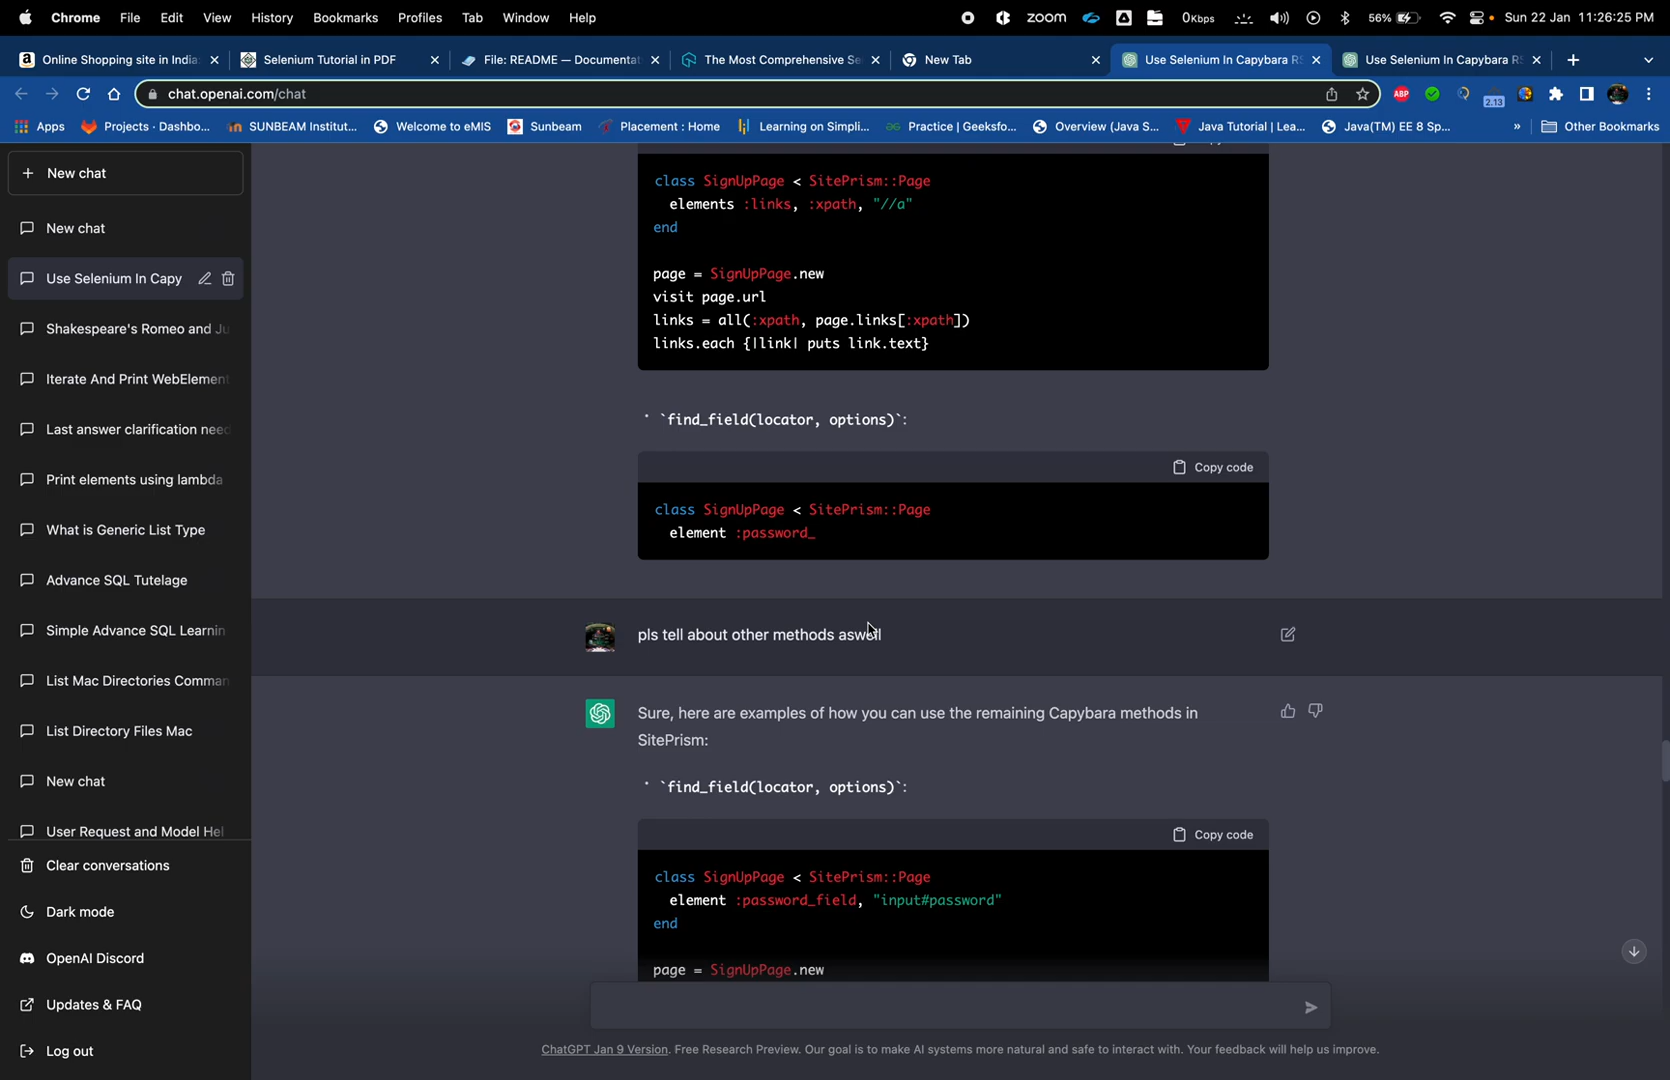 Chrome File Edit View History Bookmarks Profiles Tab Window Help zoom 0Kbps 56% Sun 22 Jan 11:26:25 PM
Online Shopping site in India: Selenium Tutorial in PDF File: README — Documentat The Most Comprehensive Se New Tab Use Selenium In Capybara RS Use Selenium In Capybara RS
chat.openai.com/chat ABP 2.13
Apps Projects · Dashbo... SUNBEAM Institut... Welcome to eMIS Sunbeam Placement : Home Learning on Simpli... Practice | Geeksfo... Overview (Java S... Java Tutorial | Lea... Java(TM) EE 8 Sp... » Other Bookmarks
+ New chat
New chat
Use Selenium In Capy
Shakespeare's Romeo and Ju
Iterate And Print WebElement
Last answer clarification need
Print elements using lambda
What is Generic List Type
Advance SQL Tutelage
Simple Advance SQL Learnin
List Mac Directories Comman
List Directory Files Mac
New chat
User Request and Model Hel
Clear conversations
Dark mode
OpenAI Discord
Updates & FAQ
Log out
class SignUpPage < SitePrism::Page
elements :links, :xpath, "//a"
end
page = SignUpPage.new
visit page.url
links = all(:xpath, page.links[:xpath])
links.each {|link| puts link.text}
• `find_field(locator, options)`:
Copy code
class SignUpPage < SitePrism::Page
element :password_
pls tell about other methods aswell
Sure, here are examples of how you can use the remaining Capybara methods in
SitePrism:
• `find_field(locator, options)`:
Copy code
class SignUpPage < SitePrism::Page
element :password_field, "input#password"
end
page = SignUpPage.new
ChatGPT Jan 9 Version. Free Research Preview. Our goal is to make AI systems more natural and safe to interact with. Your feedback will help us improve.